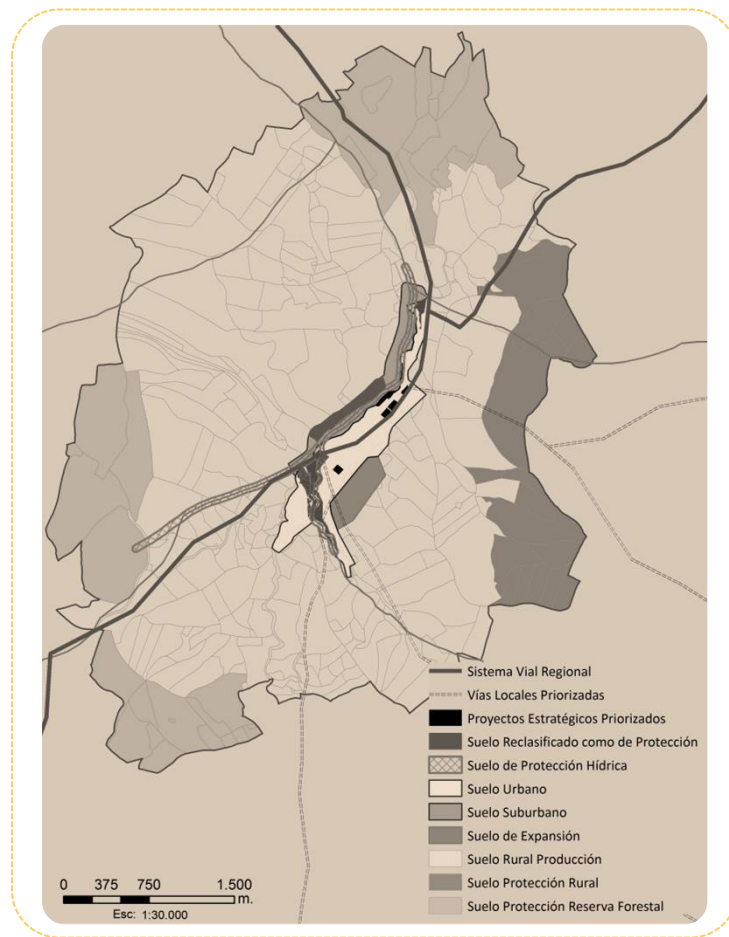 Sistema Vial Regional
Vías Locales Priorizadas
Proyectos Estratégicos Priorizados
Suelo Reclasificado como de Protección
Suelo de Protección Hídrica
Suelo Urbano
Suelo Suburbano
Suelo de Expansión
Suelo Rural Producción
Suelo Protección Rural
Suelo Protección Reserva Forestal
0 375 750 1.500
m.
Esc: 1:30.000